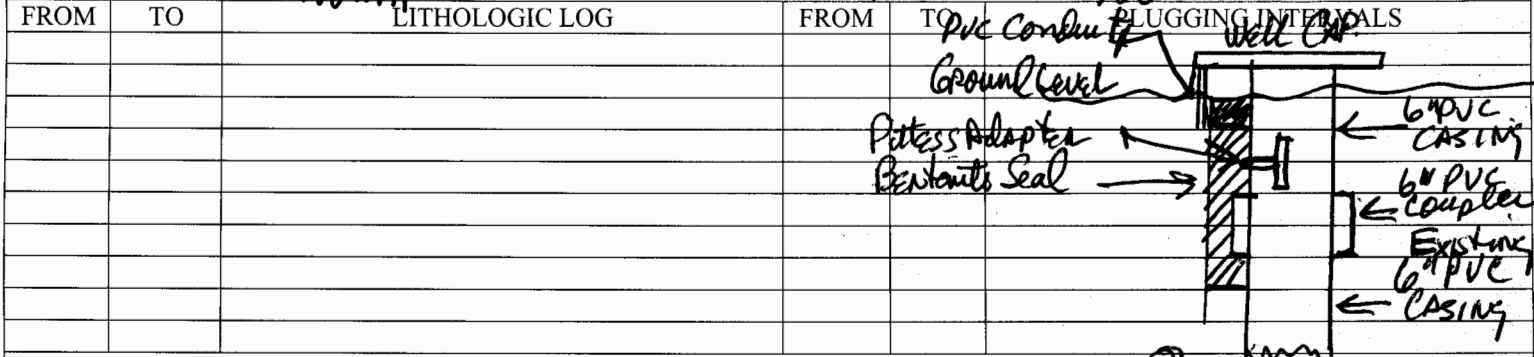 FROM TO LITHOLOGIC LOG FROM TO PLUGGING INTERVALS
PVC Conduit
Well CAP.
Ground Level
6" PVC
CASING
Pitless Adapter
Bentonite Seal
6" PVC
Coupler
Existing
6" PVC
CASING